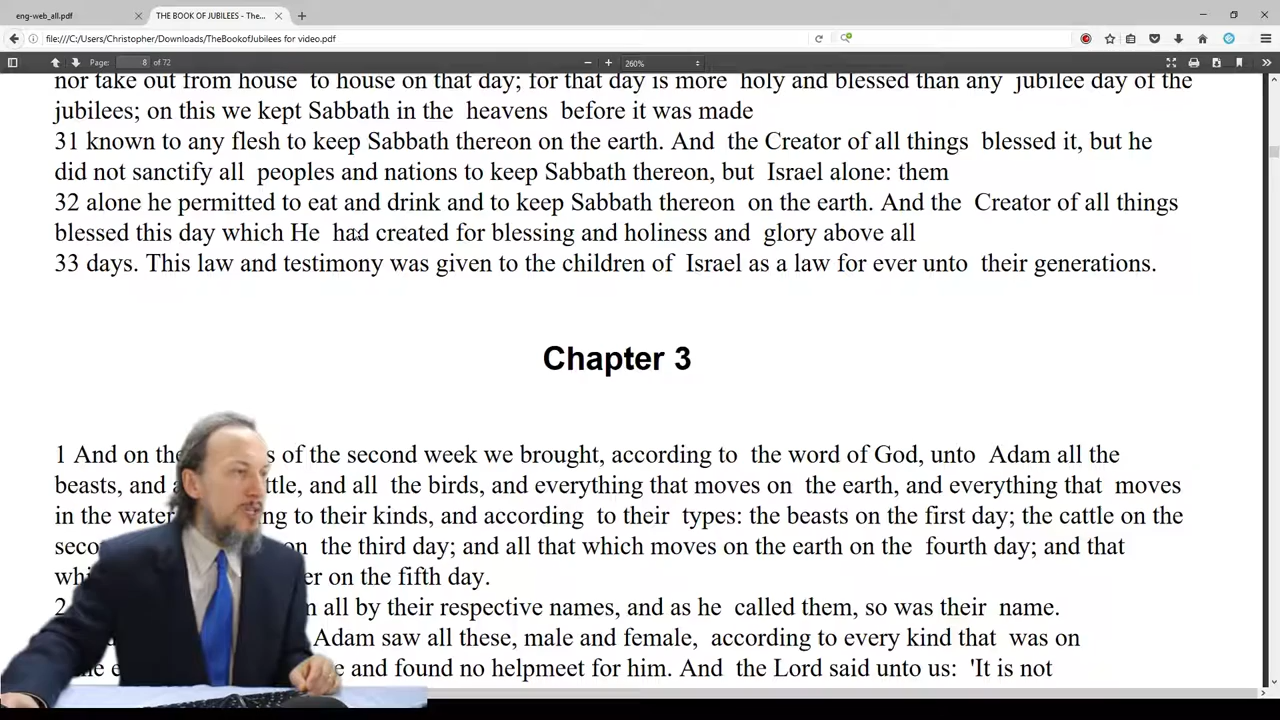 eng-web_all.pdf
THE BOOK OF JUBILEES - The...
file:///C:/Users/Christopher/Downloads/TheBookofJubilees for video.pdf
Page: 8 of 72
260%
nor take out from house to house on that day; for that day is more holy and blessed than any jubilee day of the
jubilees; on this we kept Sabbath in the heavens before it was made
31 known to any flesh to keep Sabbath thereon on the earth. And the Creator of all things blessed it, but he
did not sanctify all peoples and nations to keep Sabbath thereon, but Israel alone: them
32 alone he permitted to eat and drink and to keep Sabbath thereon on the earth. And the Creator of all things
blessed this day which He had created for blessing and holiness and glory above all
33 days. This law and testimony was given to the children of Israel as a law for ever unto their generations.
Chapter 3
1 And on the of the second week we brought, according to the word of God, unto Adam all the
beasts, and and all the birds, and everything that moves on the earth, and everything that moves
in the water to their kinds, and according to their types: the beasts on the first day; the cattle on the
on the third day; and all that which moves on the earth on the fourth day; and that
on the fifth day.
2 all by their respective names, and as he called them, so was their name.
Adam saw all these, male and female, according to every kind that was on
and found no helpmeet for him. And the Lord said unto us: 'It is not